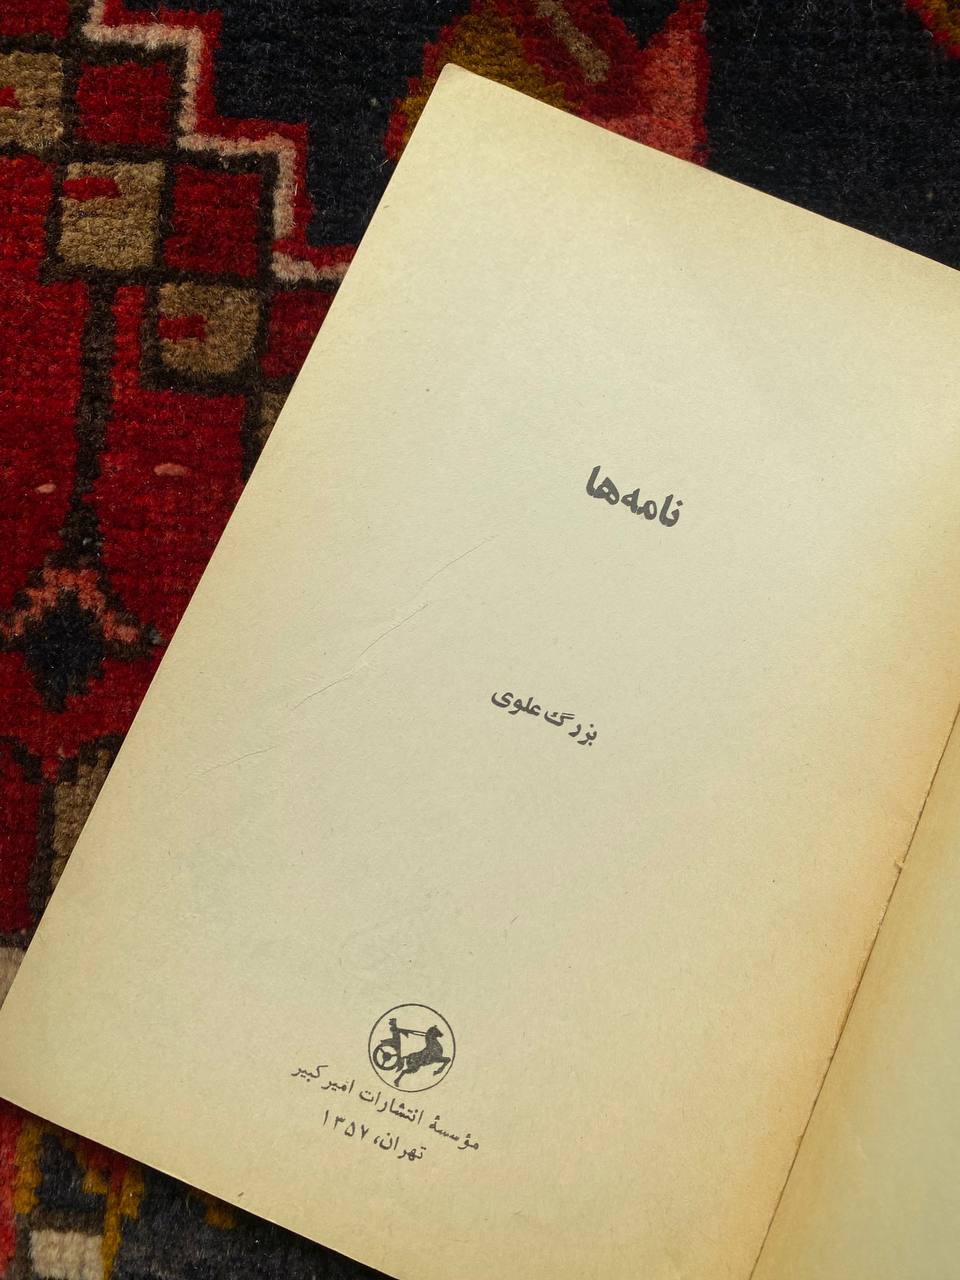 نامه‌ها
بزرگ علوی
مؤسسهٔ انتشارات امیرکبیر
تهران، ۱۳۵۷